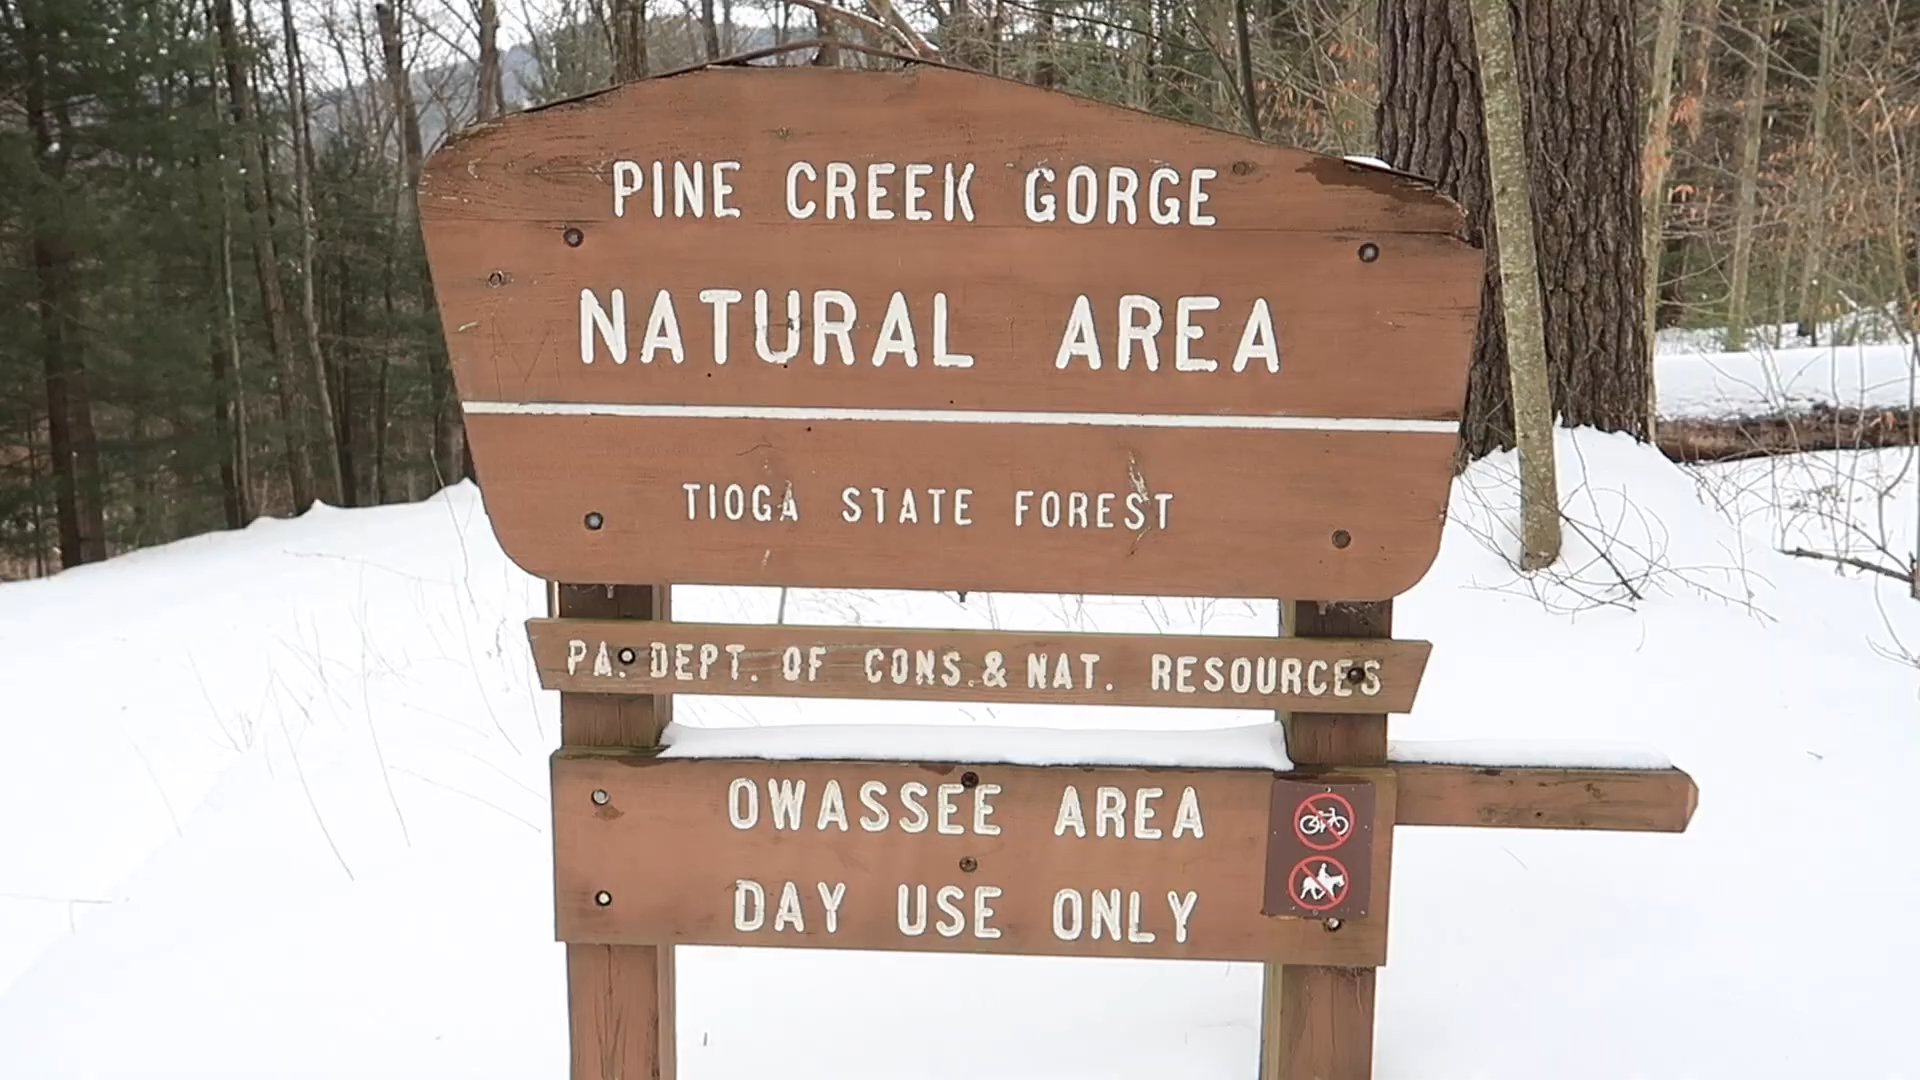 PINE CREEK GORGE
NATURAL AREA
TIOGA STATE FOREST
PA. DEPT. OF CONS. & NAT. RESOURCES
OWASSEE AREA
DAY USE ONLY